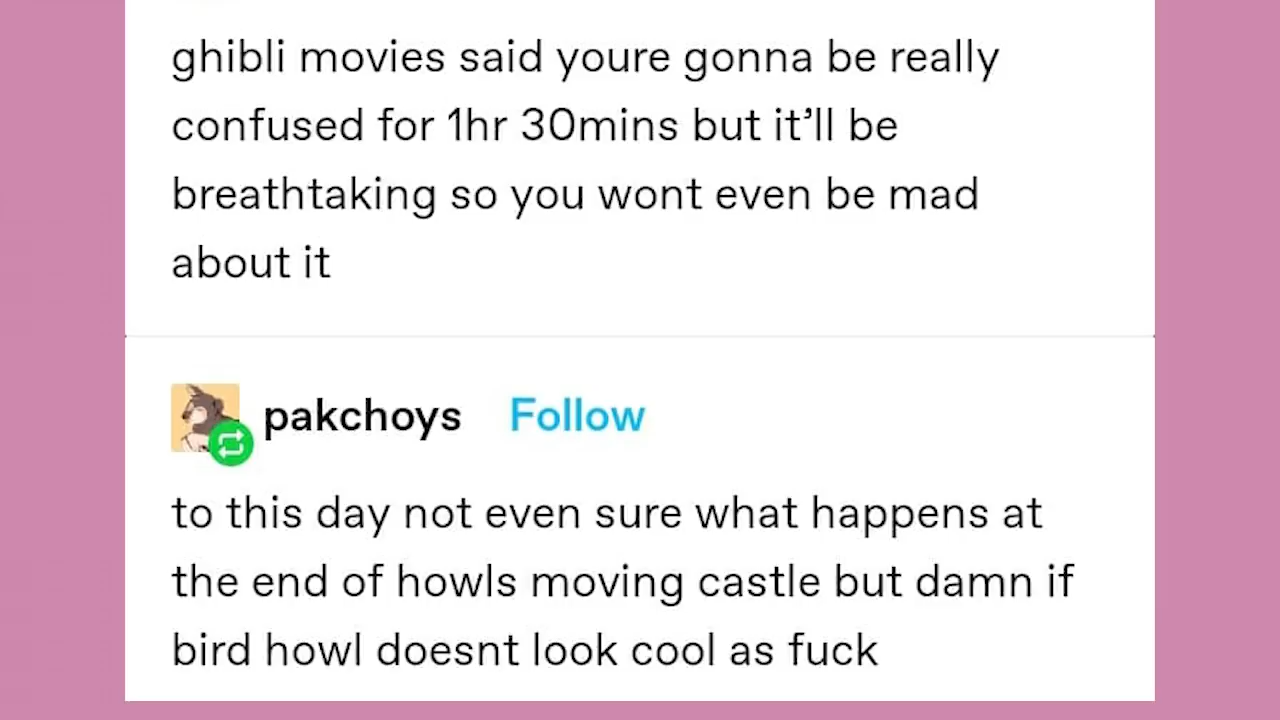 ghibli movies said youre gonna be really
confused for 1hr 30mins but it’ll be
breathtaking so you wont even be mad
about it
pakchoys Follow
to this day not even sure what happens at
the end of howls moving castle but damn if
bird howl doesnt look cool as fuck